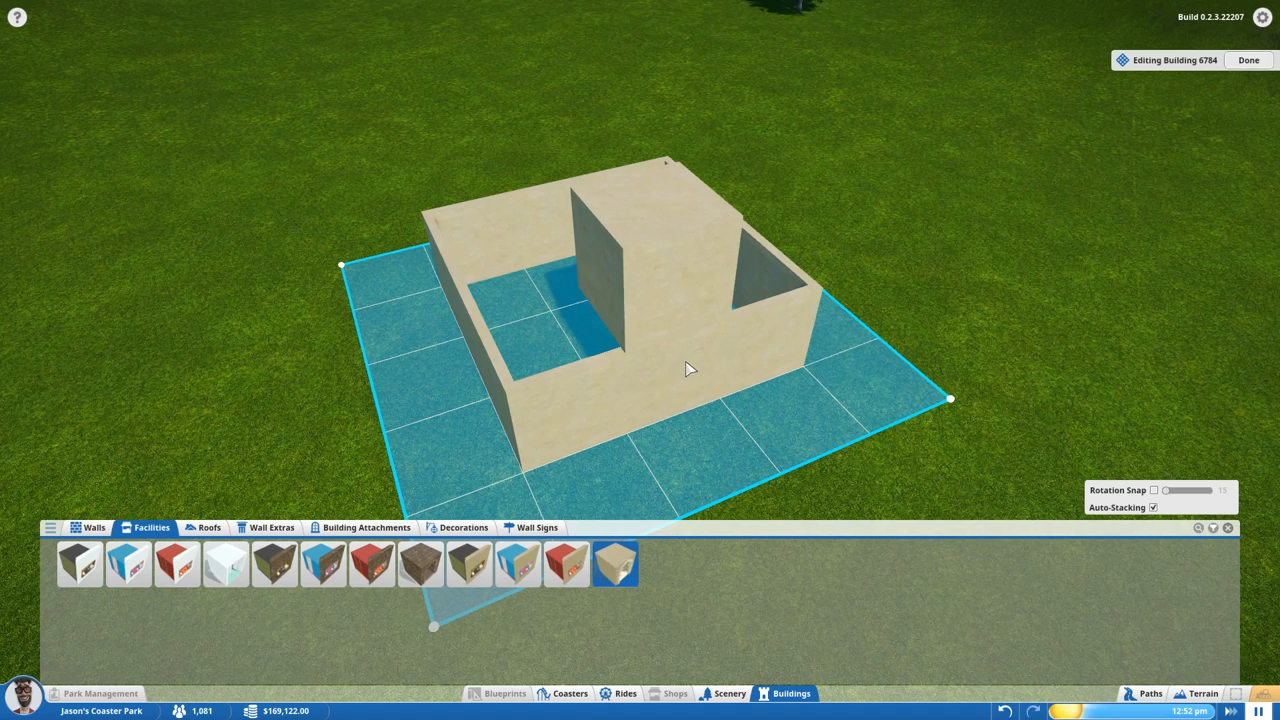 ?
Build 0.2.3.22207
Editing Building 6784
Done
Rotation Snap
15
Auto-Stacking
Walls
Facilities
Roofs
Wall Extras
Building Attachments
Decorations
Wall Signs
Park Management
Blueprints
Coasters
Rides
Shops
Scenery
Buildings
Paths
Terrain
Jason's Coaster Park
1,081
$169,122.00
12:52 pm